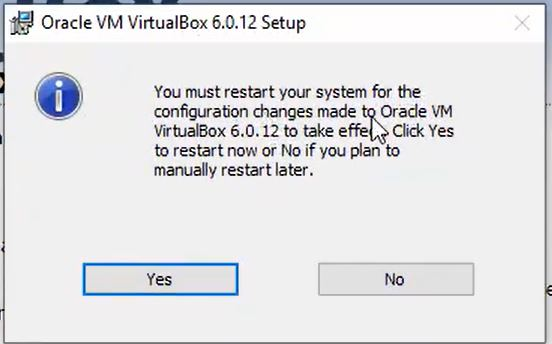 Oracle VM VirtualBox 6.0.12 Setup
You must restart your system for the
configuration changes made to Oracle VM
VirtualBox 6.0.12 to take Click Yes
to restart now or No if you plan to
manually restart later.
Yes
No